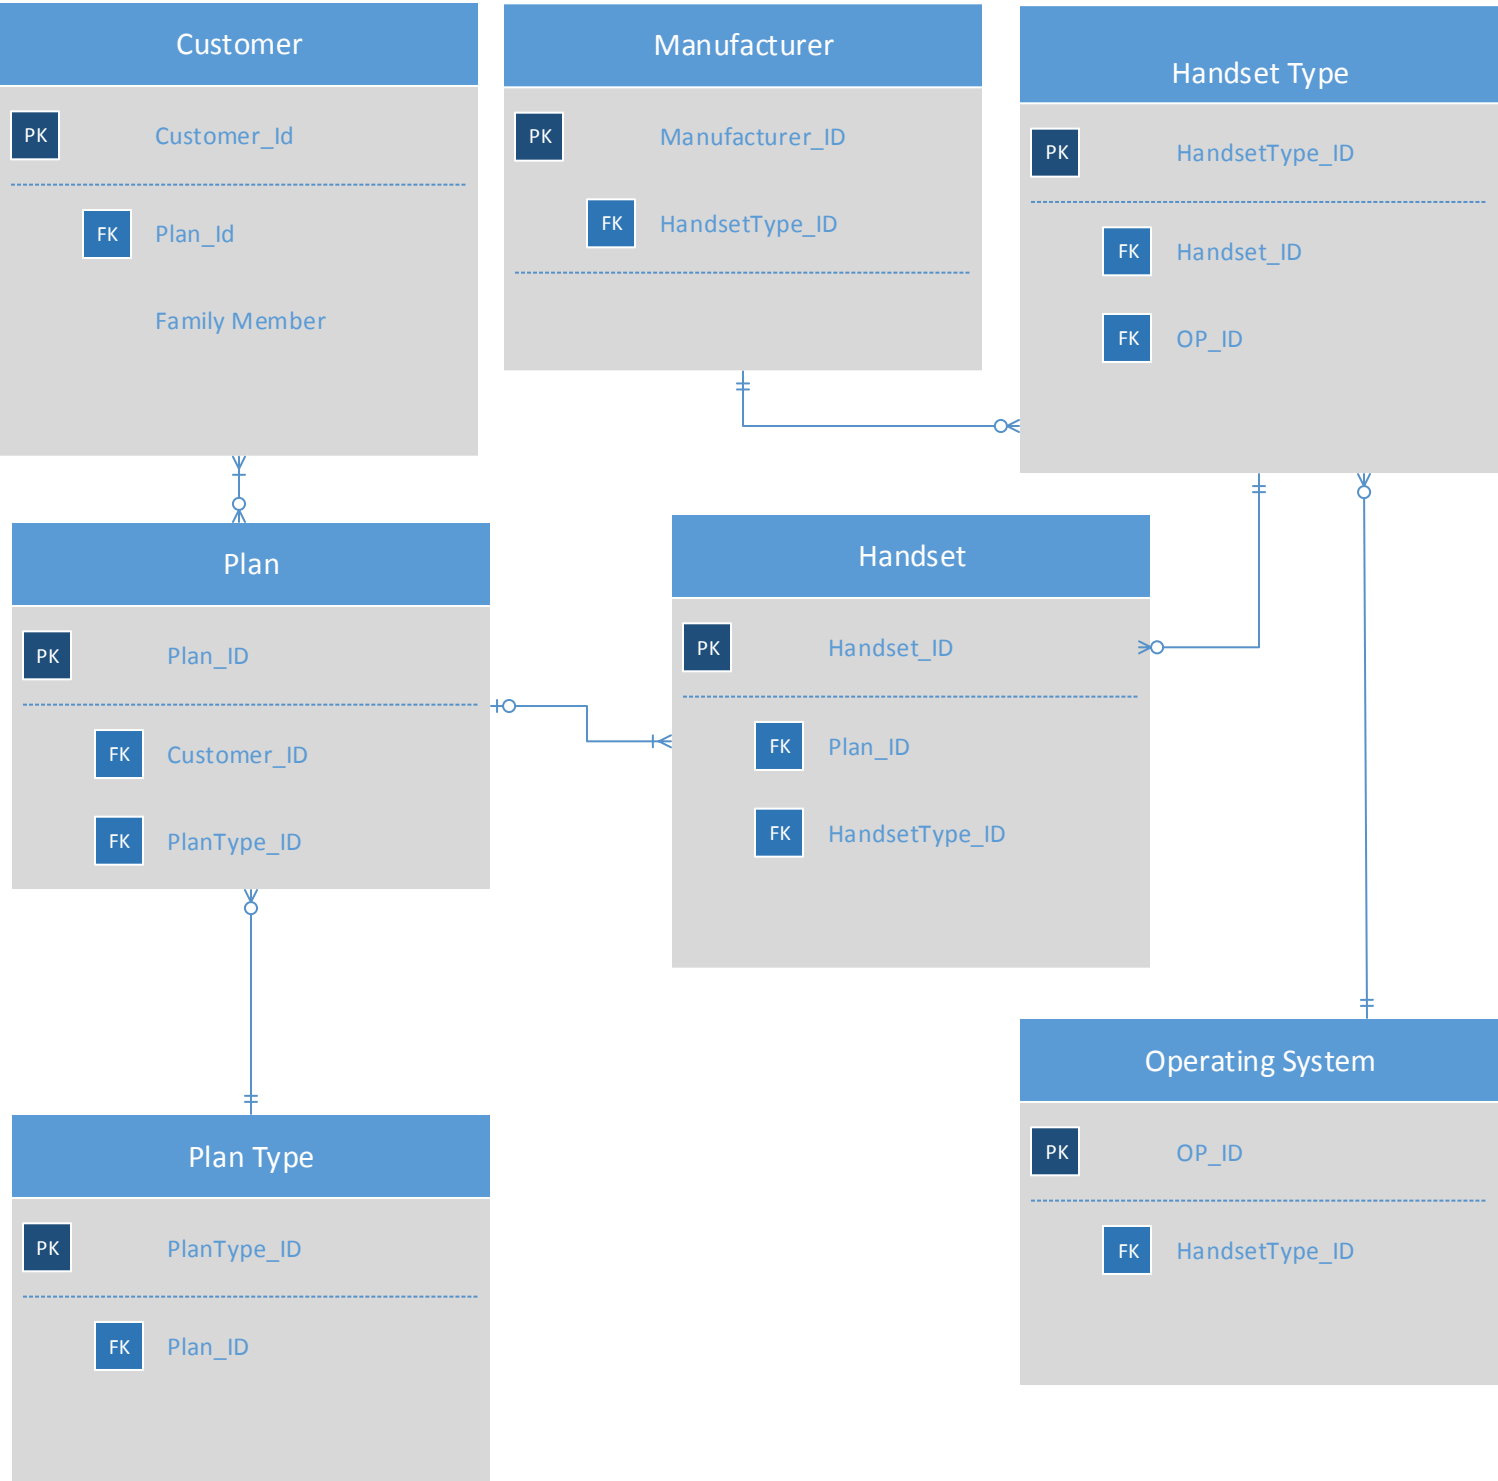 Customer
PK Customer_Id
FK Plan_Id
Family Member
Manufacturer
PK Manufacturer_ID
FK HandsetType_ID
Handset Type
PK HandsetType_ID
FK Handset_ID
FK OP_ID
Plan
PK Plan_ID
FK Customer_ID
FK PlanType_ID
Handset
PK Handset_ID
FK Plan_ID
FK HandsetType_ID
Plan Type
PK PlanType_ID
FK Plan_ID
Operating System
PK OP_ID
FK HandsetType_ID